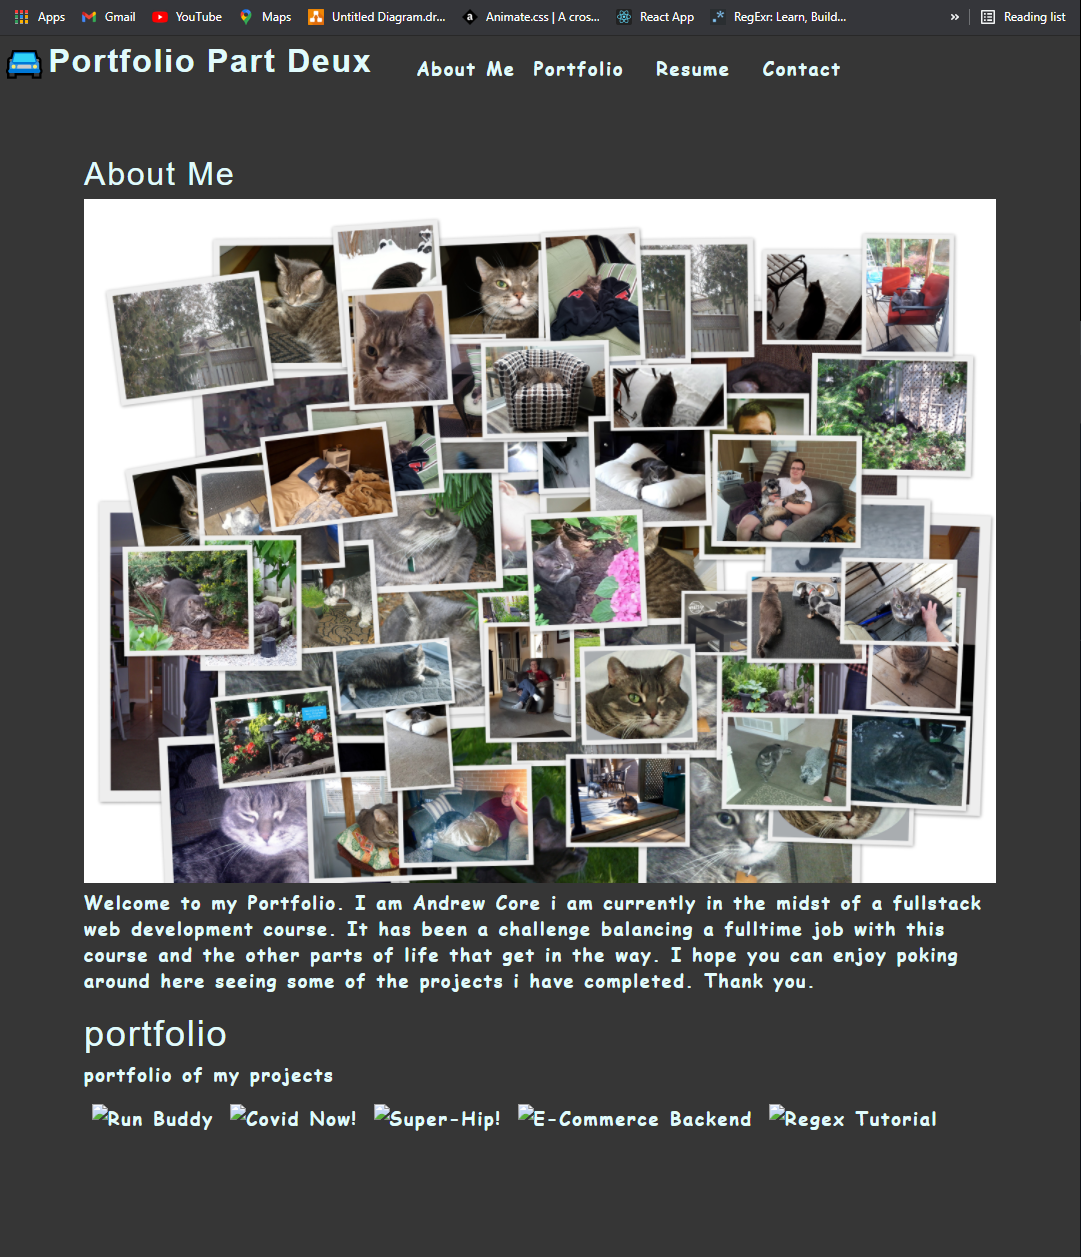 Apps Gmail YouTube Maps Untitled Diagram.dr... Animate.css | A cros... React App RegExr: Learn, Build... » Reading list
Portfolio Part Deux About Me Portfolio Resume Contact
About Me
Welcome to my Portfolio. I am Andrew Core i am currently in the midst of a fullstack
web development course. It has been a challenge balancing a fulltime job with this
course and the other parts of life that get in the way. I hope you can enjoy poking
around here seeing some of the projects i have completed. Thank you.
portfolio
portfolio of my projects
Run Buddy Covid Now! Super-Hip! E-Commerce Backend Regex Tutorial